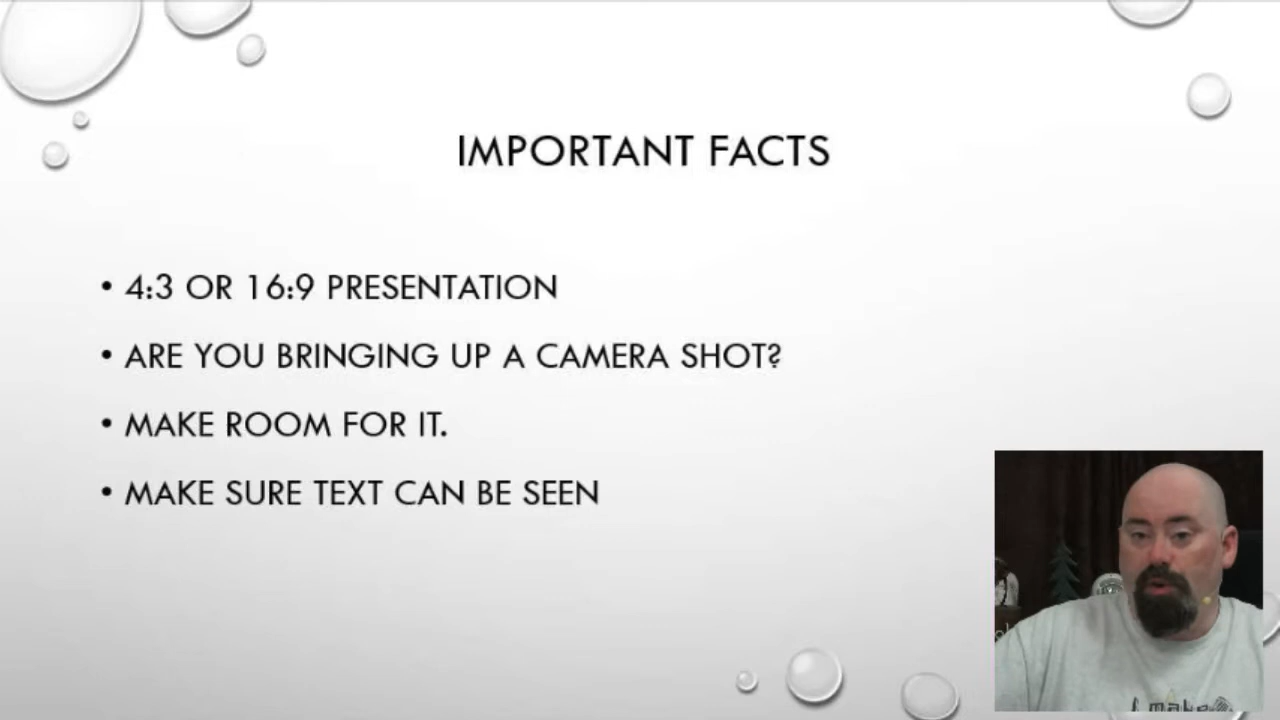 IMPORTANT FACTS
• 4:3 OR 16:9 PRESENTATION
• ARE YOU BRINGING UP A CAMERA SHOT?
• MAKE ROOM FOR IT.
• MAKE SURE TEXT CAN BE SEEN
I make